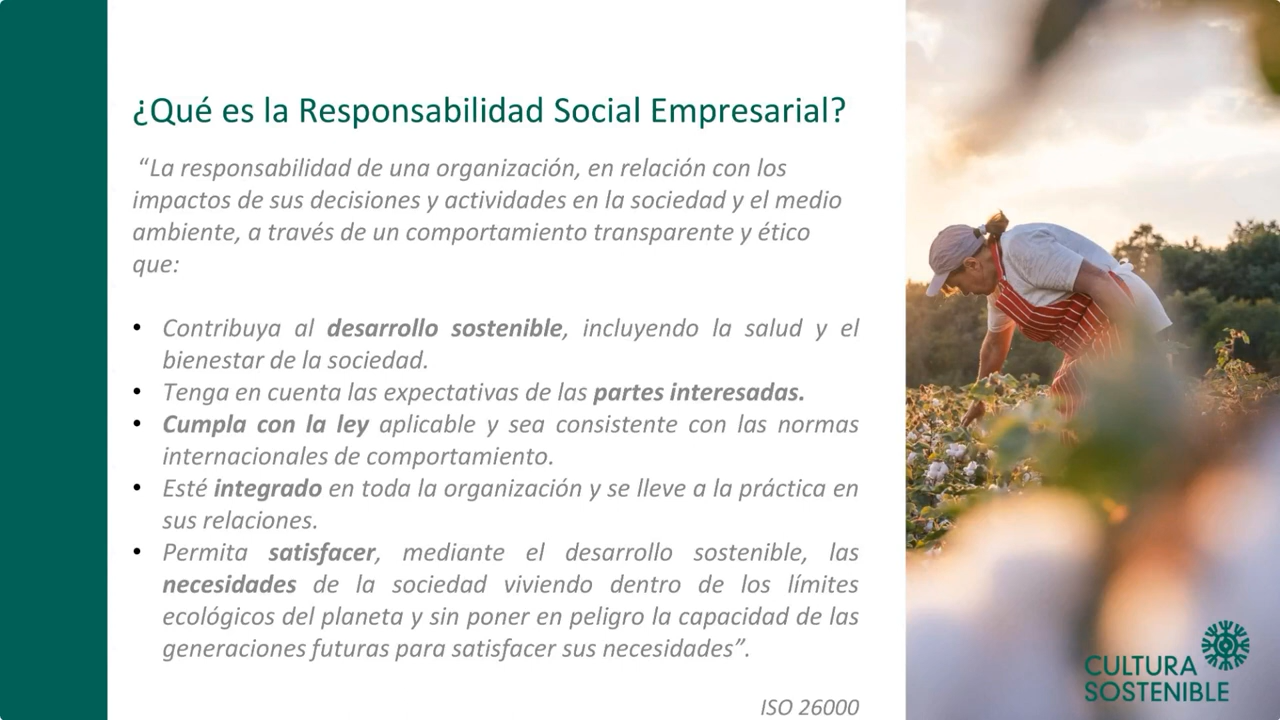 ¿Qué es la Responsabilidad Social Empresarial?
“La responsabilidad de una organización, en relación con los
impactos de sus decisiones y actividades en la sociedad y el medio
ambiente, a través de un comportamiento transparente y ético
que:
• Contribuya al desarrollo sostenible, incluyendo la salud y el
bienestar de la sociedad.
• Tenga en cuenta las expectativas de las partes interesadas.
• Cumpla con la ley aplicable y sea consistente con las normas
internacionales de comportamiento.
• Esté integrado en toda la organización y se lleve a la práctica en
sus relaciones.
• Permita satisfacer, mediante el desarrollo sostenible, las
necesidades de la sociedad viviendo dentro de los límites
ecológicos del planeta y sin poner en peligro la capacidad de las
generaciones futuras para satisfacer sus necesidades”.
ISO 26000
CULTURA
SOSTENIBLE